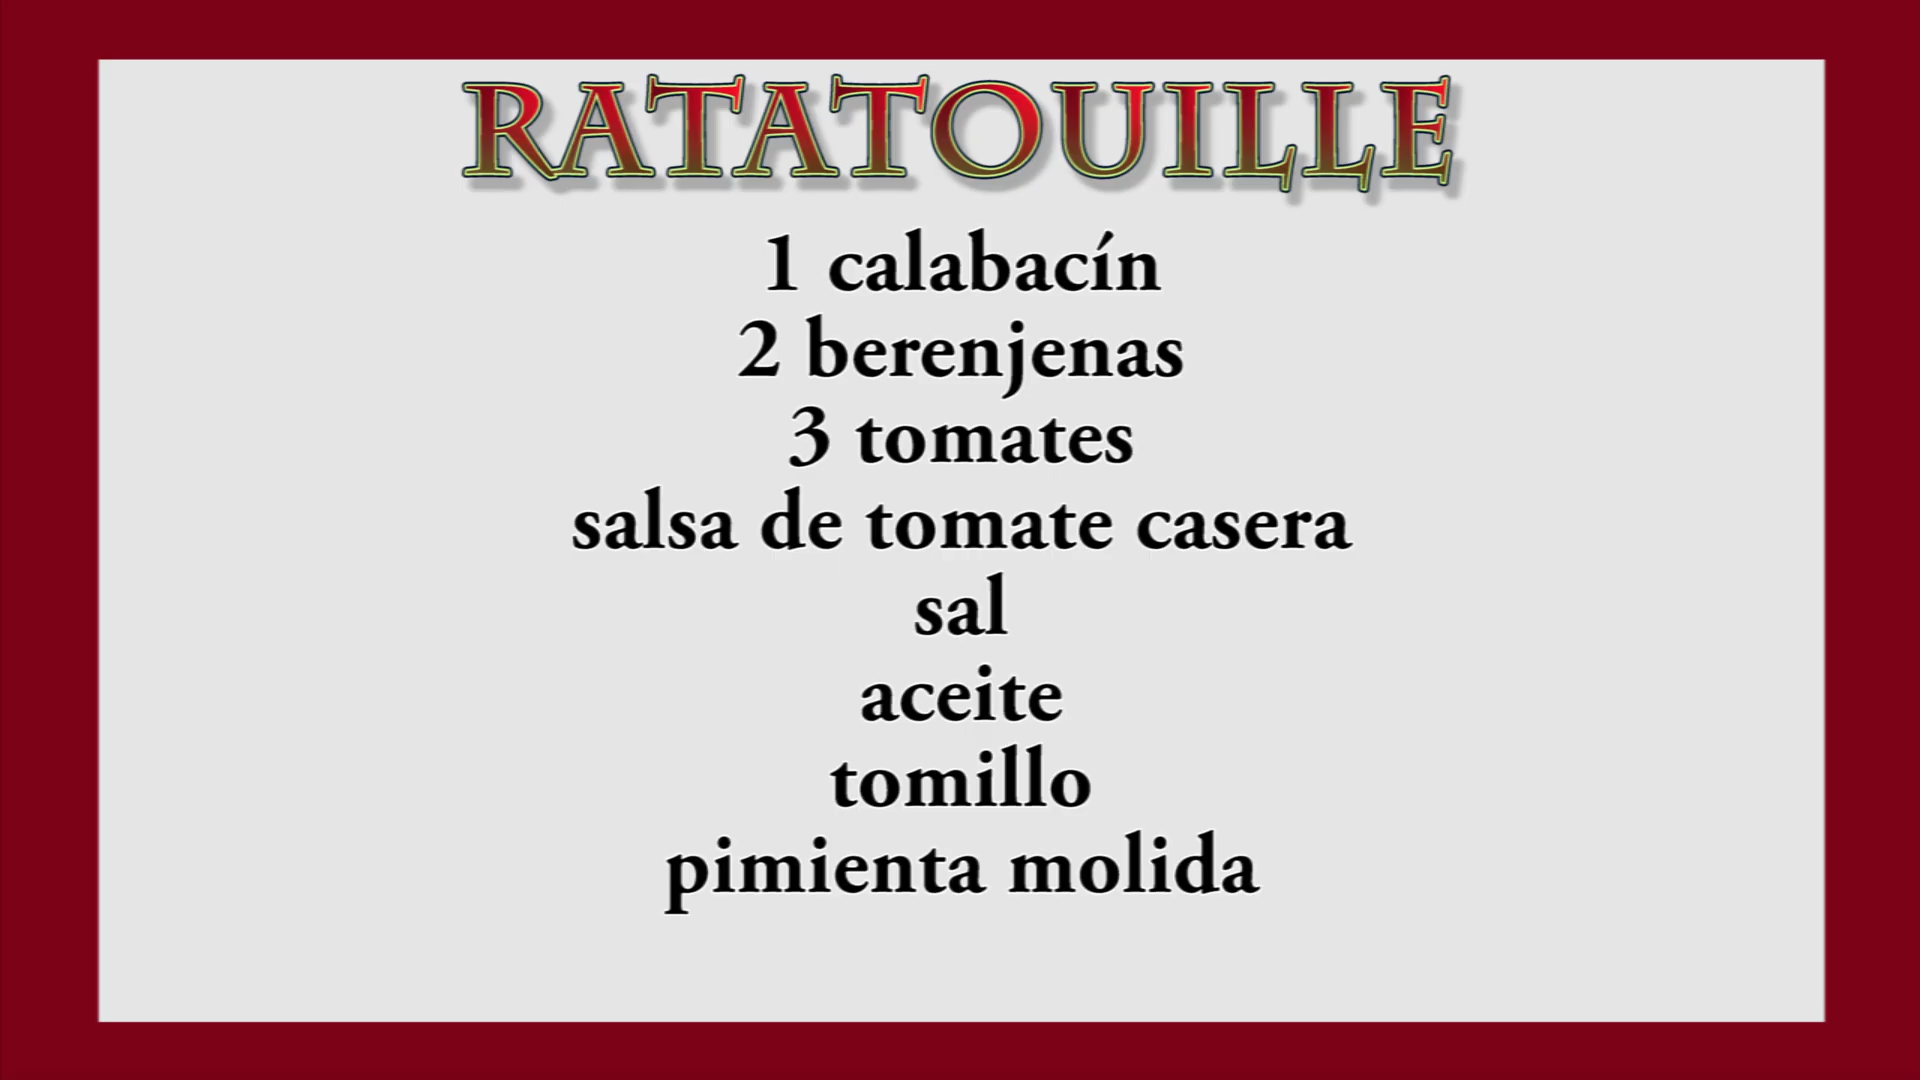 RATATOUILLE
1 calabacín
2 berenjenas
3 tomates
salsa de tomate casera
sal
aceite
tomillo
pimienta molida